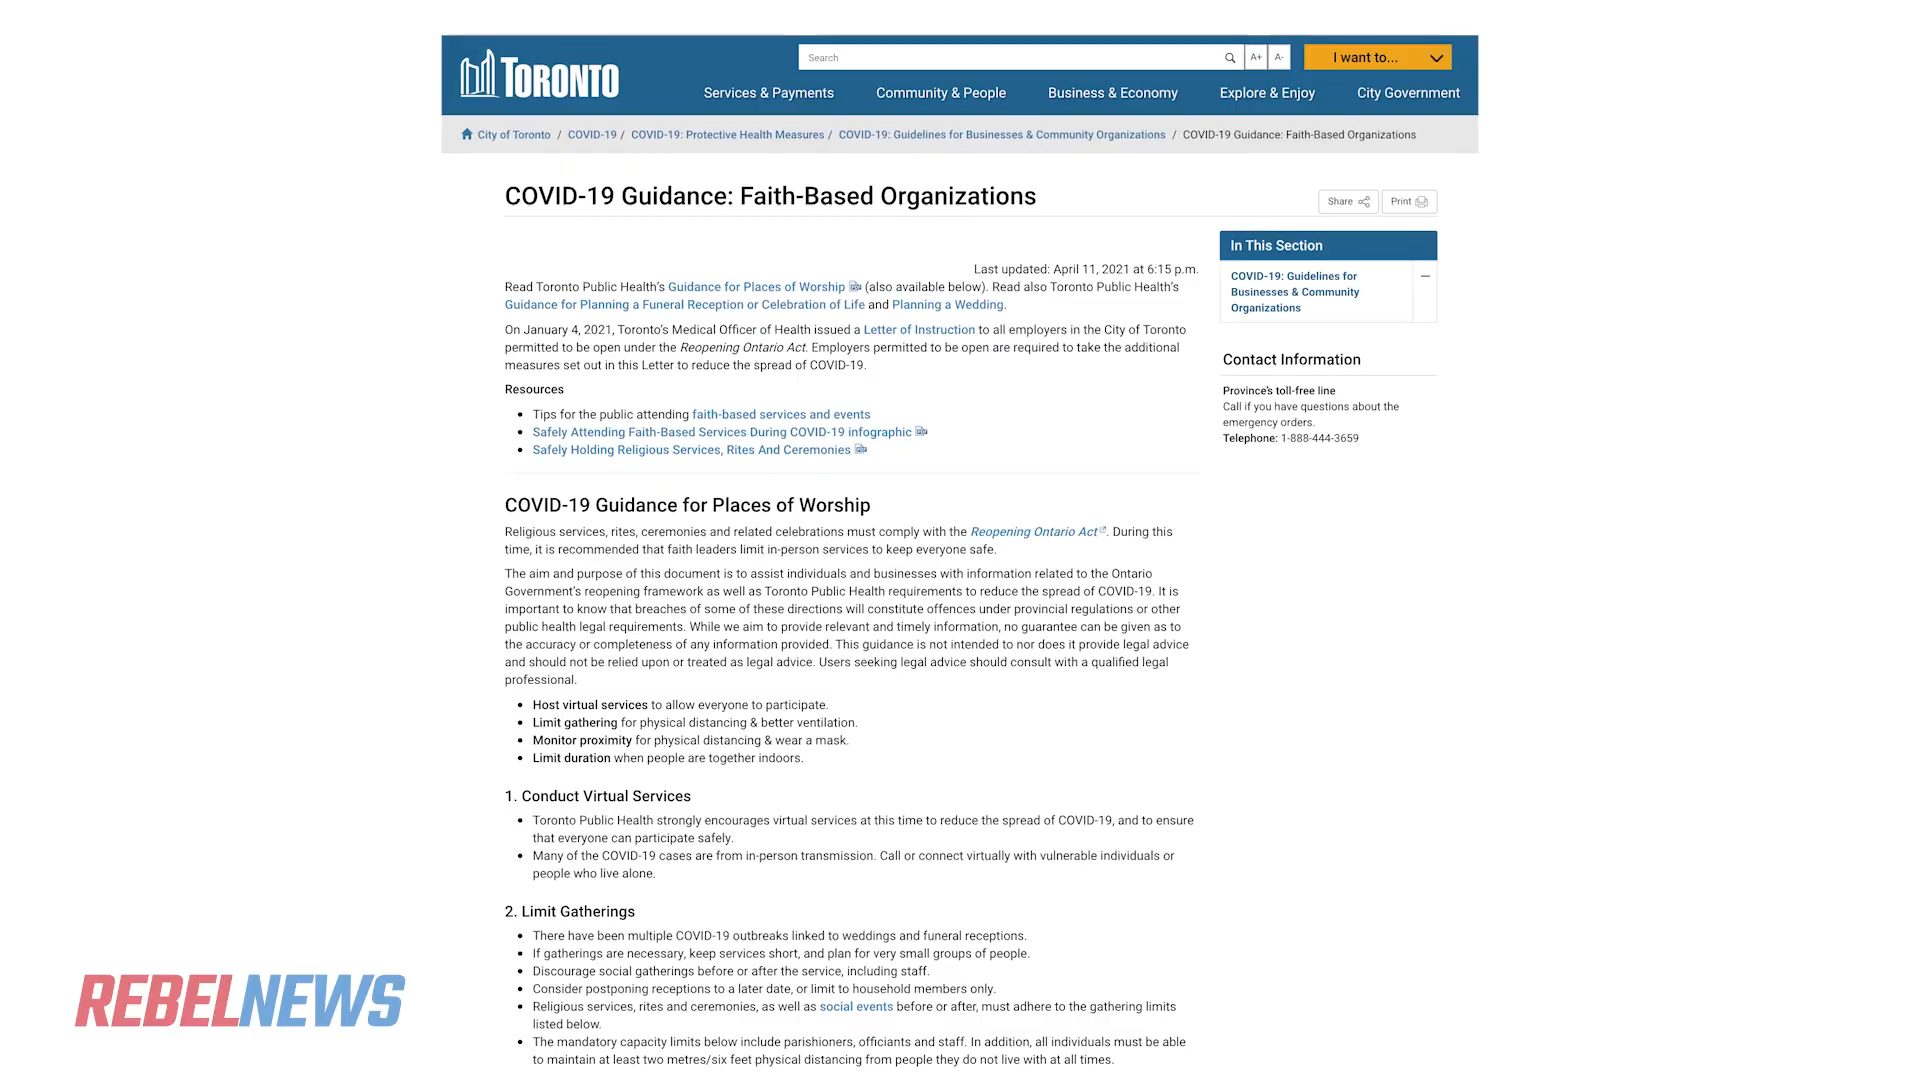 TORONTO
Search
A+
A-
I want to...
Services & Payments
Community & People
Business & Economy
Explore & Enjoy
City Government
City of Toronto / COVID-19 / COVID-19: Protective Health Measures / COVID-19: Guidelines for Businesses & Community Organizations / COVID-19 Guidance: Faith-Based Organizations
COVID-19 Guidance: Faith-Based Organizations
Share
Print
Last updated: April 11, 2021 at 6:15 p.m.
Read Toronto Public Health's Guidance for Places of Worship (also available below). Read also Toronto Public Health's
Guidance for Planning a Funeral Reception or Celebration of Life and Planning a Wedding.
On January 4, 2021, Toronto's Medical Officer of Health issued a Letter of Instruction to all employers in the City of Toronto
permitted to be open under the Reopening Ontario Act. Employers permitted to be open are required to take the additional
measures set out in this Letter to reduce the spread of COVID-19.
Resources
• Tips for the public attending faith-based services and events
• Safely Attending Faith-Based Services During COVID-19 infographic
• Safely Holding Religious Services, Rites And Ceremonies
In This Section
COVID-19: Guidelines for
Businesses & Community
Organizations
Contact Information
Province's toll-free line
Call if you have questions about the
emergency orders.
Telephone: 1-888-444-3659
COVID-19 Guidance for Places of Worship
Religious services, rites, ceremonies and related celebrations must comply with the Reopening Ontario Act. During this
time, it is recommended that faith leaders limit in-person services to keep everyone safe.
The aim and purpose of this document is to assist individuals and businesses with information related to the Ontario
Government's reopening framework as well as Toronto Public Health requirements to reduce the spread of COVID-19. It is
important to know that breaches of some of these directions will constitute offences under provincial regulations or other
public health legal requirements. While we aim to provide relevant and timely information, no guarantee can be given as to
the accuracy or completeness of any information provided. This guidance is not intended to nor does it provide legal advice
and should not be relied upon or treated as legal advice. Users seeking legal advice should consult with a qualified legal
professional.
• Host virtual services to allow everyone to participate.
• Limit gathering for physical distancing & better ventilation.
• Monitor proximity for physical distancing & wear a mask.
• Limit duration when people are together indoors.
1. Conduct Virtual Services
• Toronto Public Health strongly encourages virtual services at this time to reduce the spread of COVID-19, and to ensure
that everyone can participate safely.
• Many of the COVID-19 cases are from in-person transmission. Call or connect virtually with vulnerable individuals or
people who live alone.
2. Limit Gatherings
• There have been multiple COVID-19 outbreaks linked to weddings and funeral receptions.
• If gatherings are necessary, keep services short, and plan for very small groups of people.
• Discourage social gatherings before or after the service, including staff.
• Consider postponing receptions to a later date, or limit to household members only.
• Religious services, rites and ceremonies, as well as social events before or after, must adhere to the gathering limits
listed below.
• The mandatory capacity limits below include parishioners, officiants and staff. In addition, all individuals must be able
to maintain at least two metres/six feet physical distancing from people they do not live with at all times.
REBELNEWS